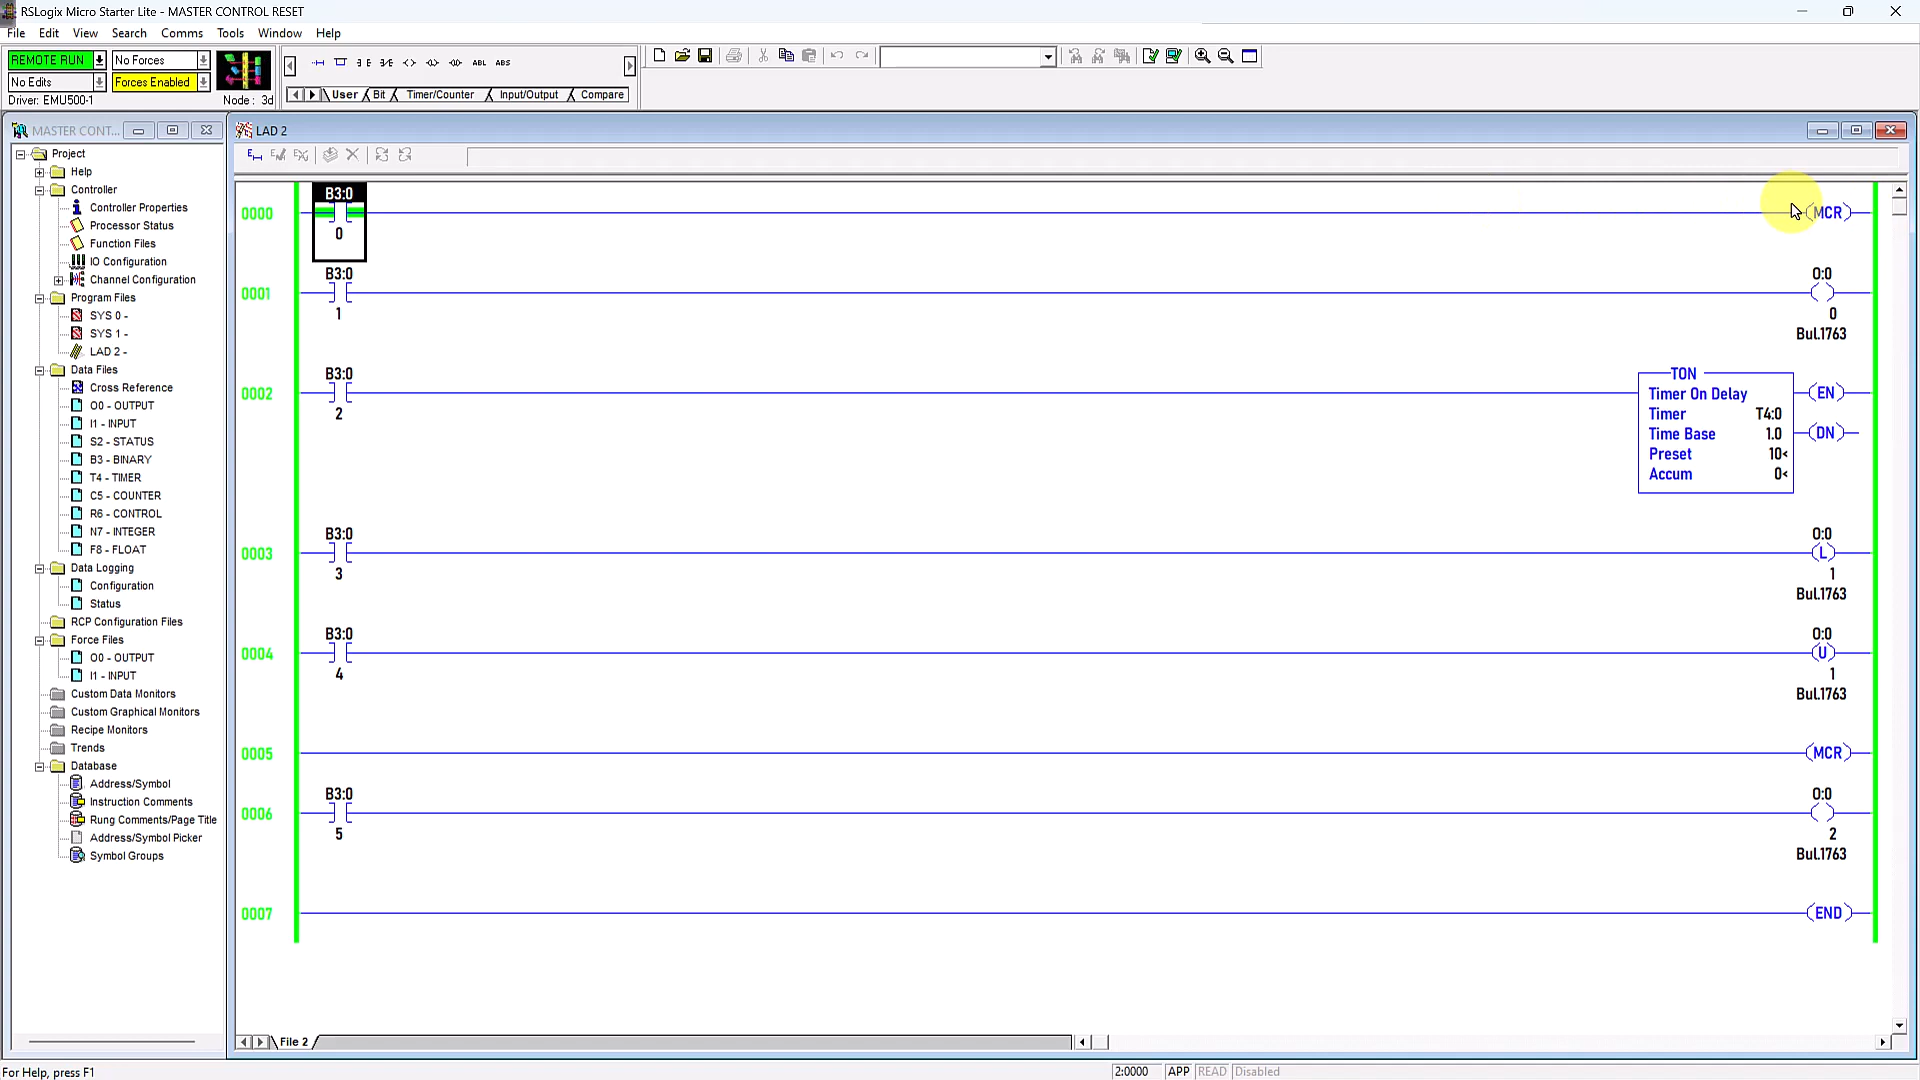 RSLogix Micro Starter Lite - MASTER CONTROL RESET
File Edit View Search Comms Tools Window Help
REMOTE RUN No Forces
No Edits Forces Enabled
Driver: EMU500-1 Node : 3d
ABL ABS
User Bit Timer/Counter Input/Output Compare
MASTER CONT...
Project
Help
Controller
Controller Properties
Processor Status
Function Files
IO Configuration
Channel Configuration
Program Files
SYS 0 -
SYS 1 -
LAD 2 -
Data Files
Cross Reference
O0 - OUTPUT
I1 - INPUT
S2 - STATUS
B3 - BINARY
T4 - TIMER
C5 - COUNTER
R6 - CONTROL
N7 - INTEGER
F8 - FLOAT
Data Logging
Configuration
Status
RCP Configuration Files
Force Files
O0 - OUTPUT
I1 - INPUT
Custom Data Monitors
Custom Graphical Monitors
Recipe Monitors
Trends
Database
Address/Symbol
Instruction Comments
Rung Comments/Page Title
Address/Symbol Picker
Symbol Groups
LAD 2
B3:0
0000 MCR
0
B3:0 O:0
0001
1 0
Bul.1763
B3:0 TON
0002 Timer On Delay EN
2 Timer T4:0
Time Base 1.0 DN
Preset 10<
Accum 0<
B3:0 O:0
0003 L
3 1
Bul.1763
B3:0 O:0
0004 U
4 1
Bul.1763
0005 MCR
B3:0 O:0
0006
5 2
Bul.1763
0007 END
File 2
For Help, press F1 2:0000 APP READ Disabled